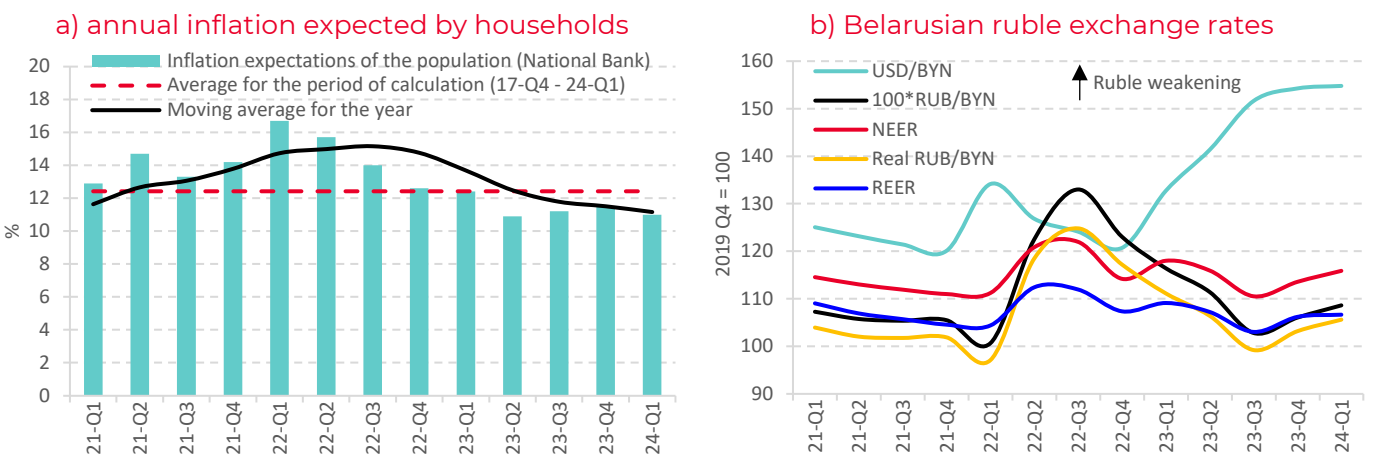 a) annual inflation expected by households
Inflation expectations of the population (National Bank)
Average for the period of calculation (17-Q4 - 24-Q1)
Moving average for the year
%
20
18
16
14
12
10
8
6
4
2
0
21-Q1
21-Q2
21-Q3
21-Q4
22-Q1
22-Q2
22-Q3
22-Q4
23-Q1
23-Q2
23-Q3
23-Q4
24-Q1
b) Belarusian ruble exchange rates
USD/BYN
100*RUB/BYN
NEER
Real RUB/BYN
REER
Ruble weakening
2019 Q4 = 100
160
150
140
130
120
110
100
90
21-Q1
21-Q2
21-Q3
21-Q4
22-Q1
22-Q2
22-Q3
22-Q4
23-Q1
23-Q2
23-Q3
23-Q4
24-Q1